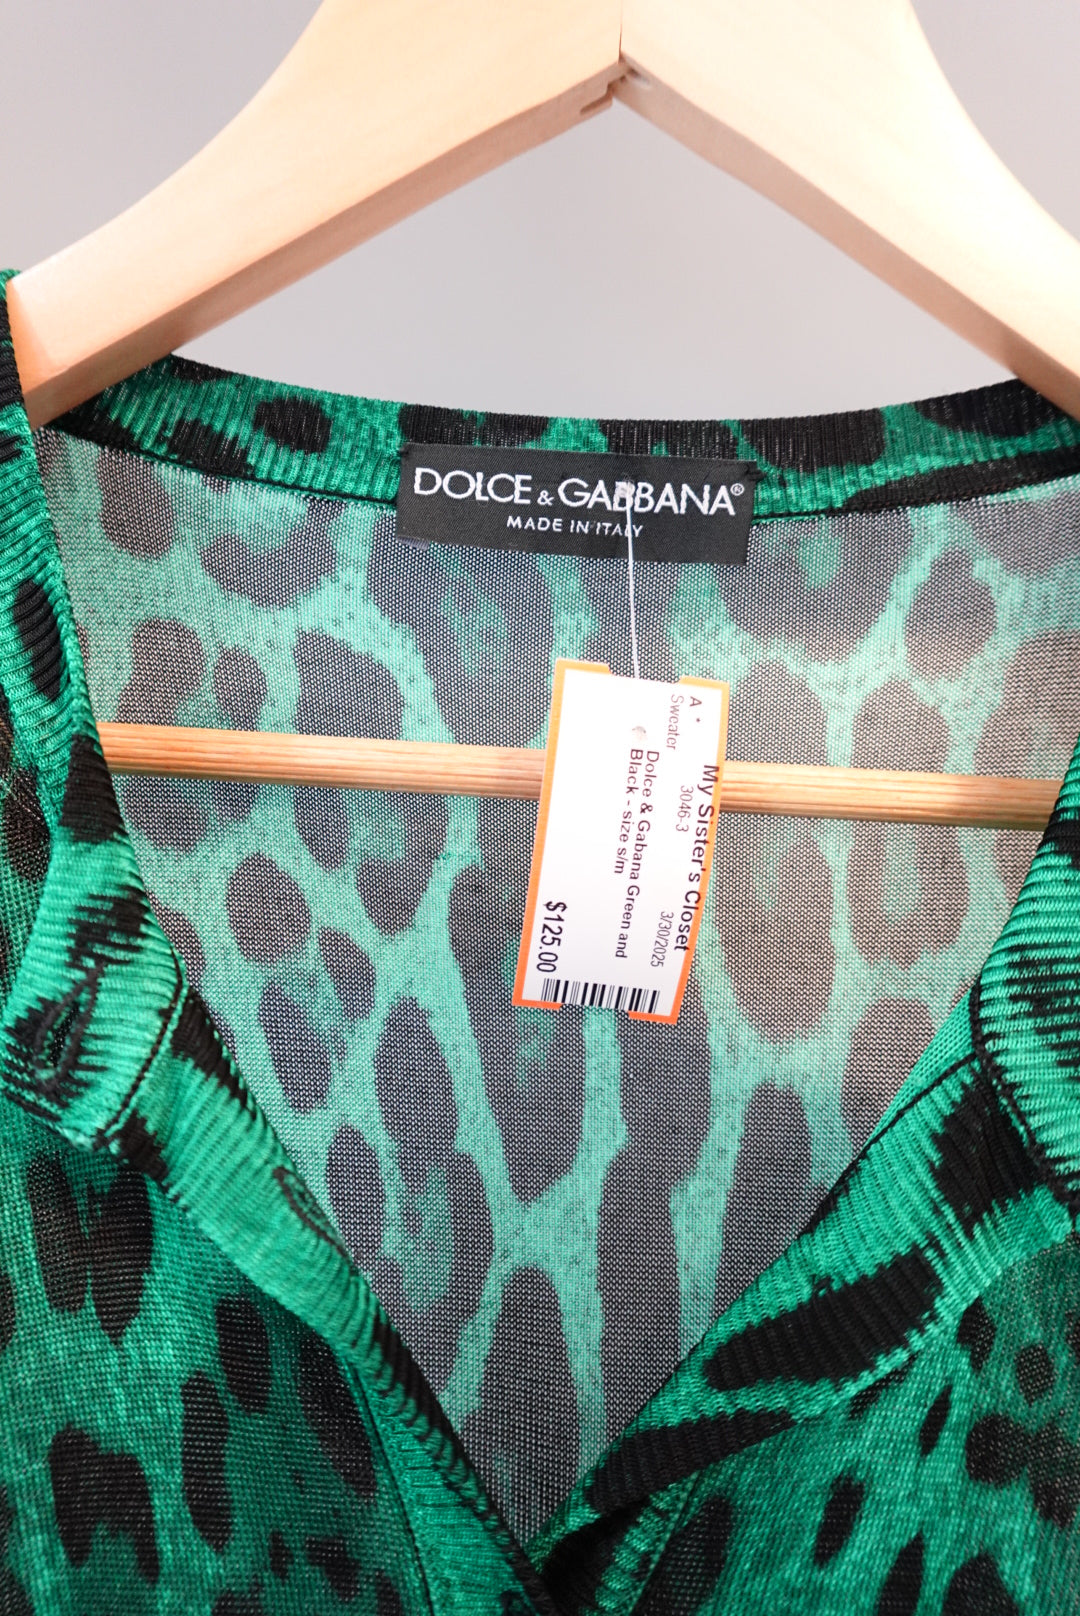 DOLCE & GABBANA®
MADE IN ITALY
My Sister's Closet
A *
3046-3
3/30/2025
Sweater
Dolce & Gabana Green and
Black - size s/m
$125.00